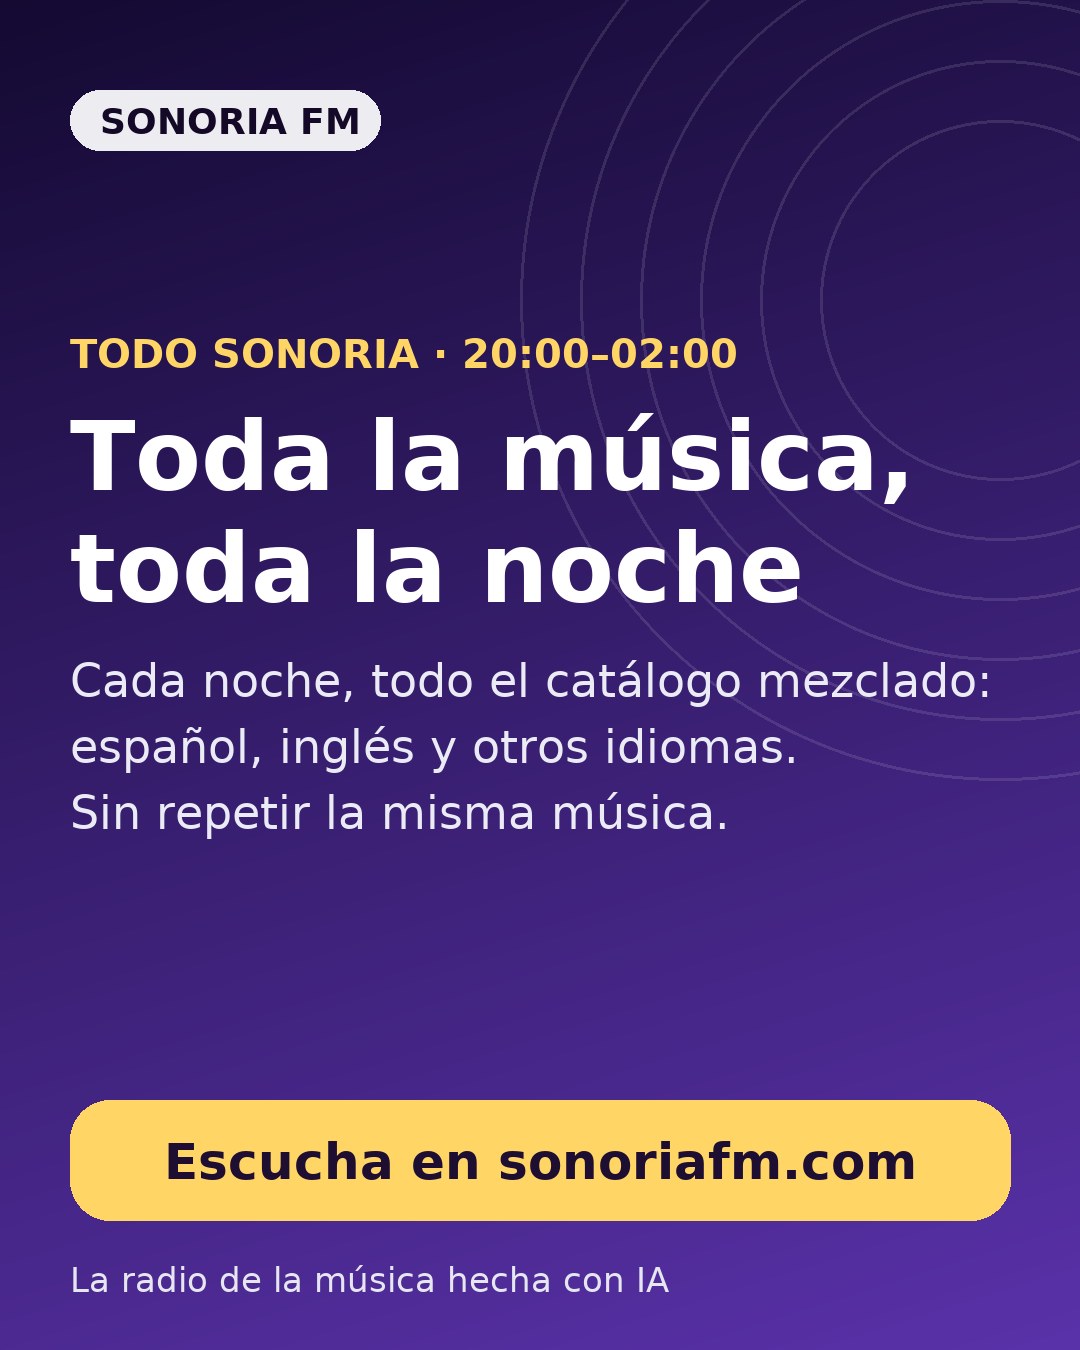 SONORIA FM
TODO SONORIA · 20:00–02:00
Toda la música,
toda la noche
Cada noche, todo el catálogo mezclado:
español, inglés y otros idiomas.
Sin repetir la misma música.
Escucha en sonoriafm.com
La radio de la música hecha con IA